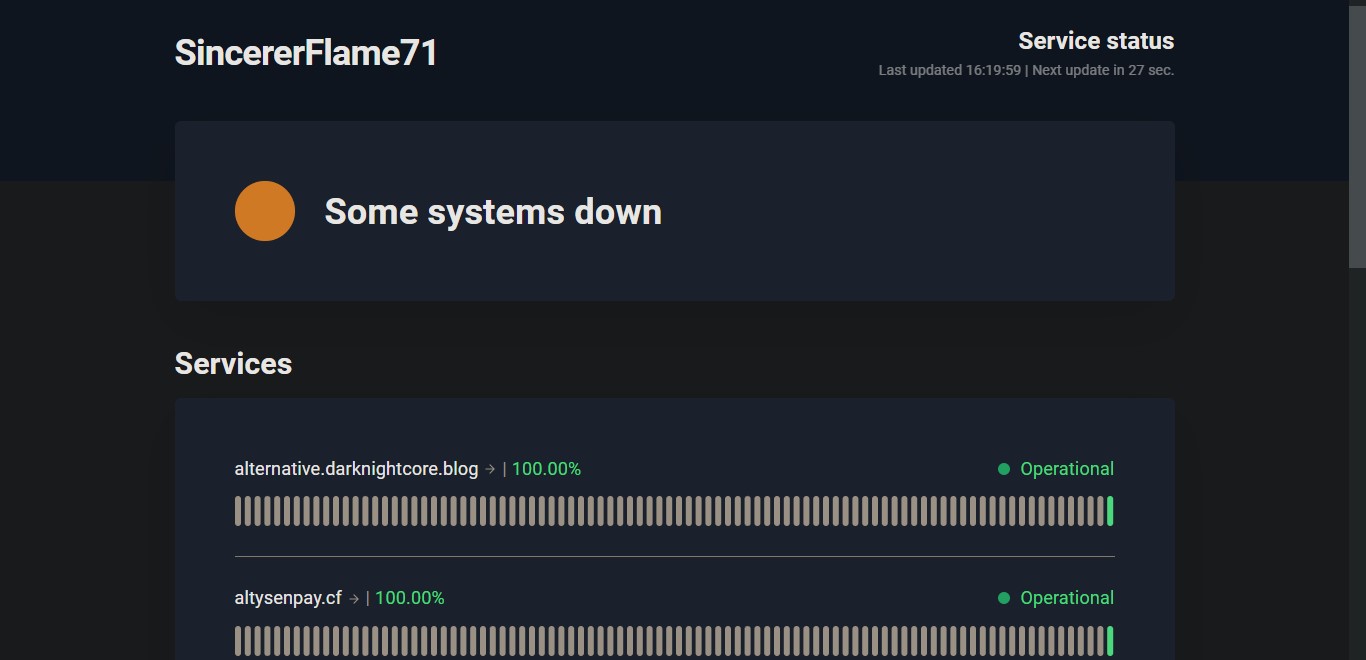 SincererFlame71
Service status
Last updated 16:19:59 | Next update in 27 sec.
Some systems down
Services
alternative.darknightcore.blog → | 100.00%
Operational
altysenpay.cf → | 100.00%
Operational